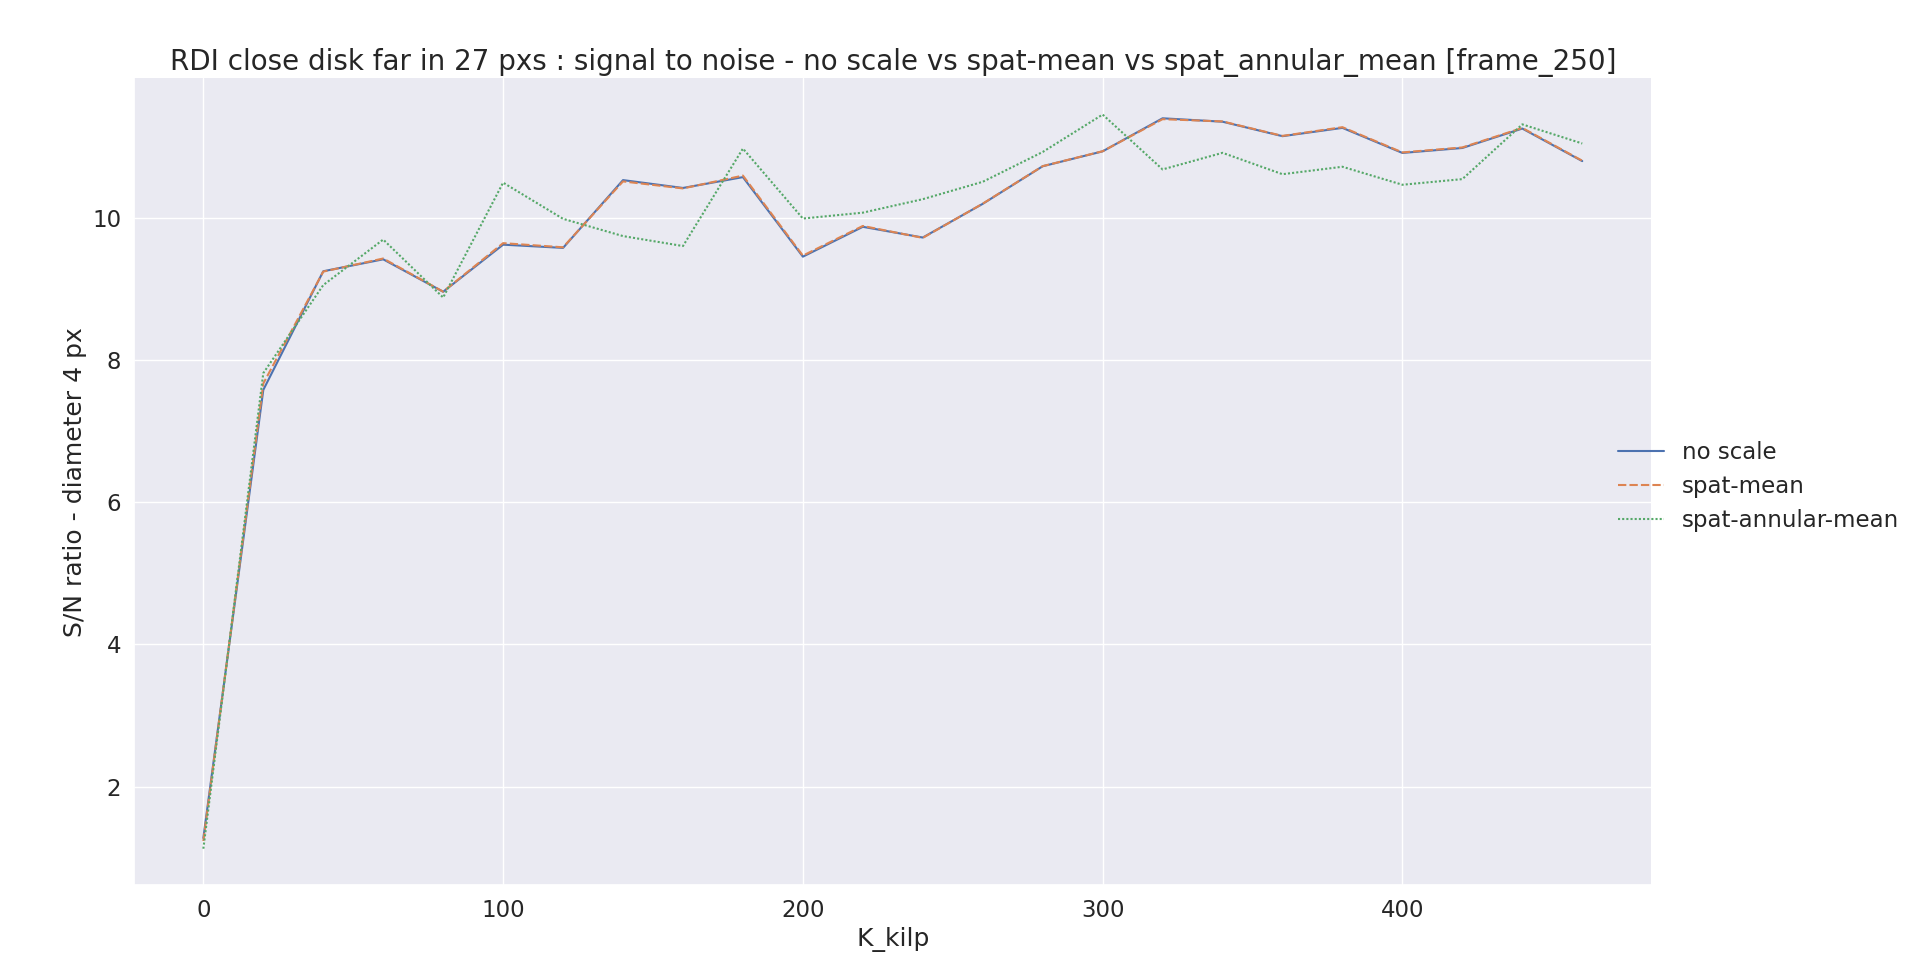 RDI close disk far in 27 pxs : signal to noise - no scale vs spat-mean vs spat_annular_mean [frame_250]
S/N ratio - diameter 4 px
10
8
6
4
2
0 100 200 300 400
K_kilp
no scale
spat-mean
spat-annular-mean